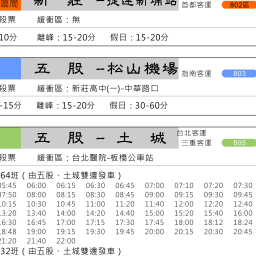 區間 新 莊 -捷運新埔站 首都客運 802區
段票 緩衝區：無
10分 離峰：15-20分 假日：15-20分
五 股 -松山機場 指南客運 803
段票 緩衝區：新莊高中(一)-中華路口
-15分 離峰：15-20分 假日：30-60分
五 股 - 土 城 台北客運
三重客運 805
段票 緩衝區：台北醫院-板橋公車站
64班（由五股、土城雙邊發車）
05:45 06:00 06:15 06:30 06:45 07:00 07:10 07:20 07:30
07:50 08:00 08:15 08:30 08:45 09:00 09:15 09:30 09:45
10:15 10:30 10:45 11:00 11:20 11:40 12:00 12:20 12:40
13:20 13:40 14:00 14:20 14:40 15:00 15:20 15:40 16:00
16:30 16:45 17:00 17:15 17:30 17:45 18:00 18:12 18:24
18:48 19:00 19:15 19:30 19:45 20:00 20:15 20:30 20:45
21:20 21:40 22:00
32班（由五股、土城雙邊發車）